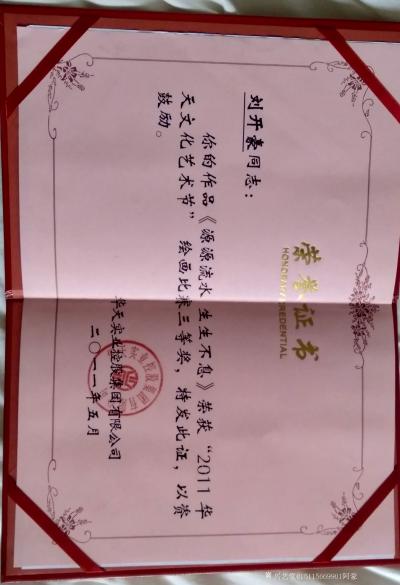 荣誉证书
HONORARY CREDENTIAL
刘开豪同志：
你的作品《源源流水 生生不息》荣获“2011华
天文化艺术节” 绘画比赛三等奖，特发此证，以资
鼓励。
华天实业控股集团有限公司
二〇一一年五月